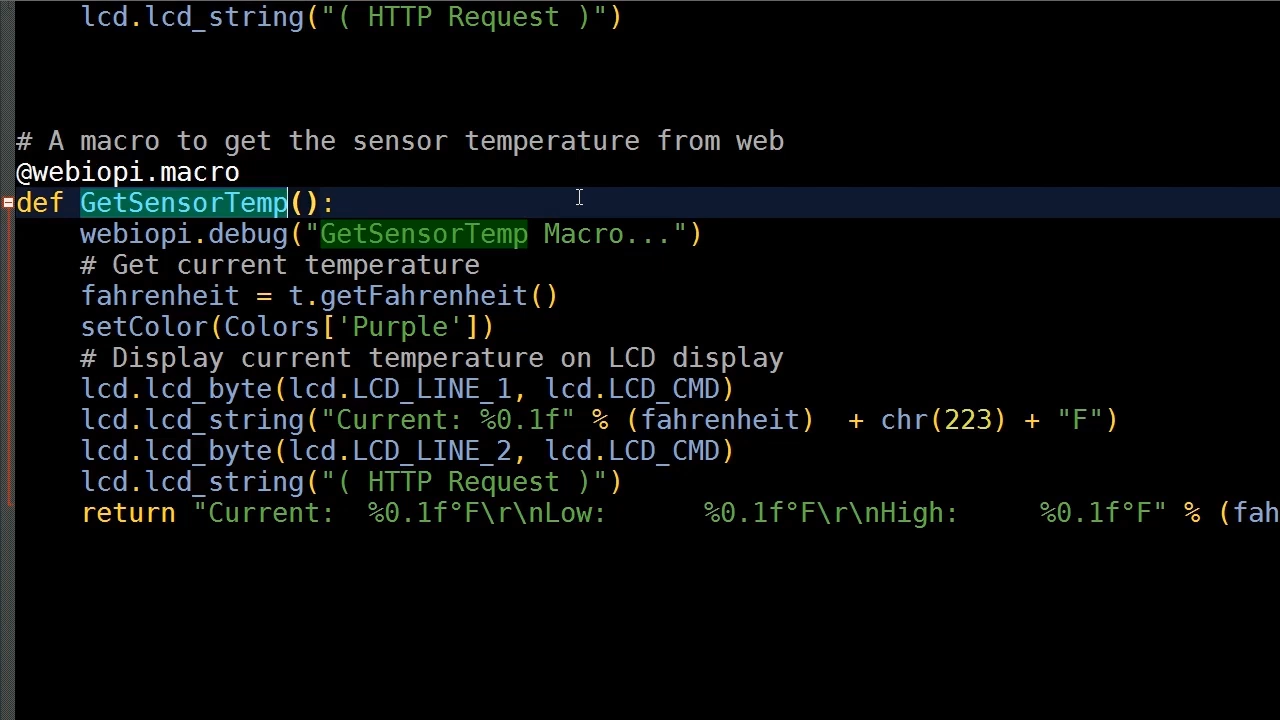 lcd.lcd_string("( HTTP Request )")
# A macro to get the sensor temperature from web
@webiopi.macro
def GetSensorTemp():
webiopi.debug("GetSensorTemp Macro...")
# Get current temperature
fahrenheit = t.getFahrenheit()
setColor(Colors['Purple'])
# Display current temperature on LCD display
lcd.lcd_byte(lcd.LCD_LINE_1, lcd.LCD_CMD)
lcd.lcd_string("Current: %0.1f" % (fahrenheit)  + chr(223) + "F")
lcd.lcd_byte(lcd.LCD_LINE_2, lcd.LCD_CMD)
lcd.lcd_string("( HTTP Request )")
return "Current:  %0.1f°F\r\nLow:      %0.1f°F\r\nHigh:     %0.1f°F" % (fah